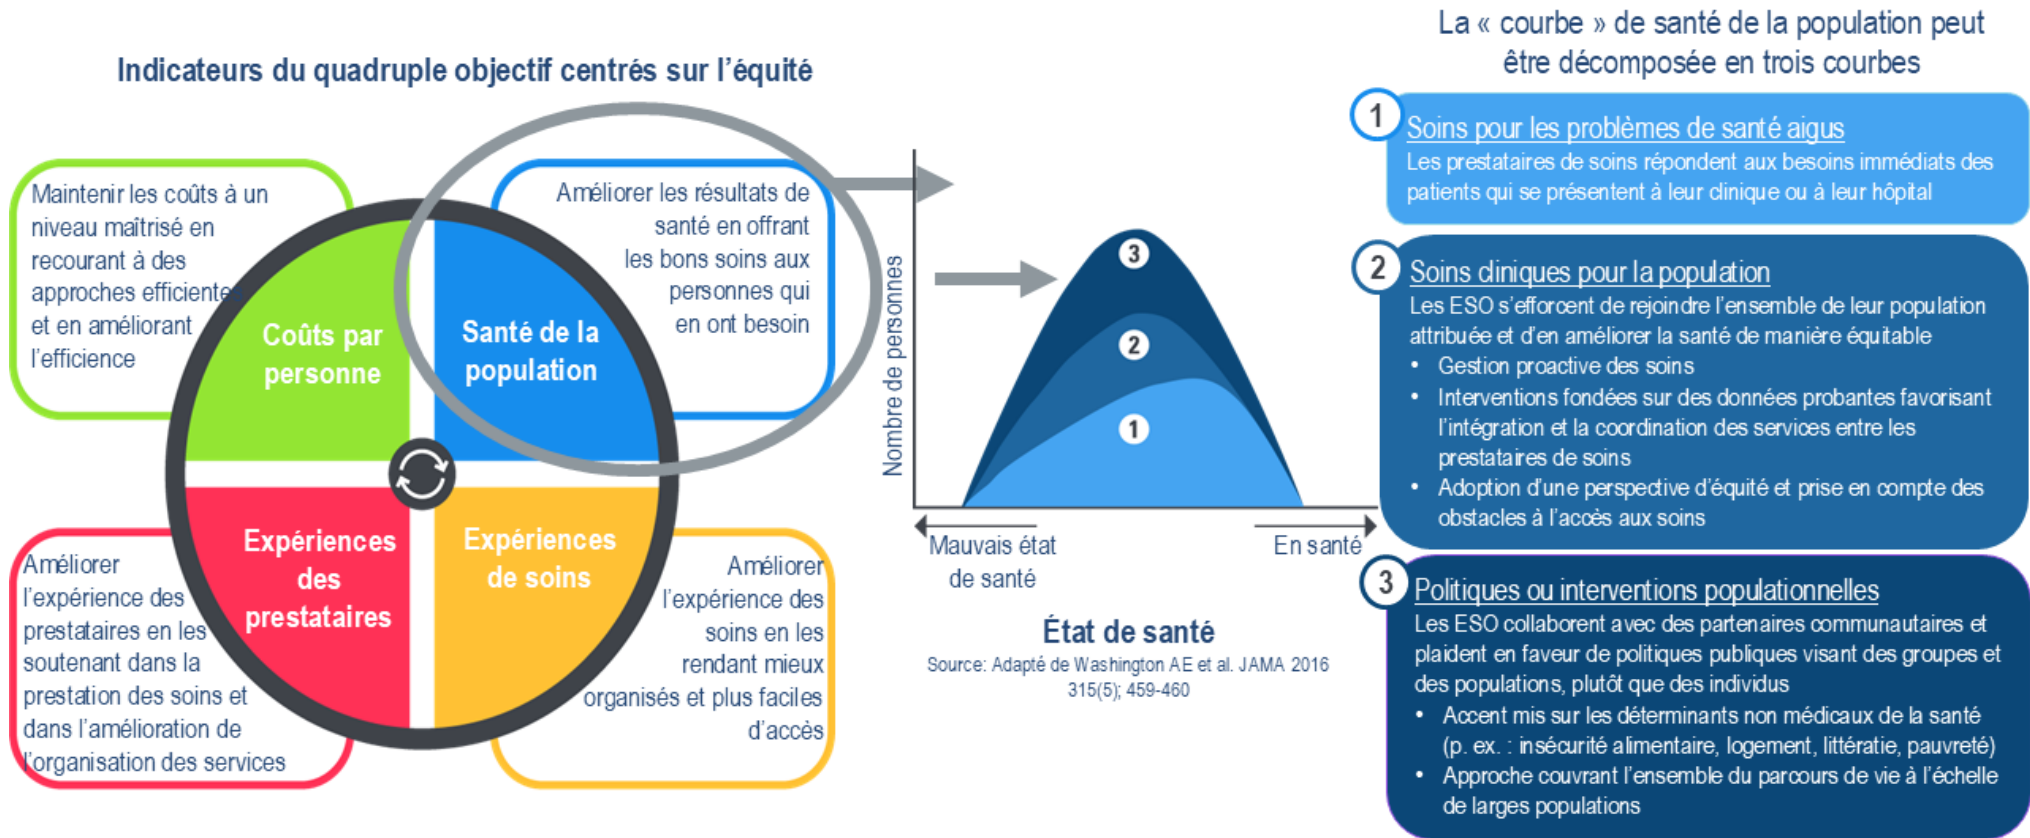 Indicateurs du quadruple objectif centrés sur l'équité
Maintenir les coûts à un
niveau maîtrisé en
recourant à des
approches efficientes
et en améliorant
l'efficience
Coûts par
personne
Santé de la
population
Améliorer les résultats de
santé en offrant
les bons soins aux
personnes qui
en ont besoin
Améliorer
l'expérience des
prestataires en les
soutenant dans la
prestation des soins et
dans l'amélioration de
l'organisation des services
Expériences
des
prestataires
Expériences
de soins
Améliorer
l'expérience des
soins en les
rendant mieux
organisés et plus faciles
d'accès
Nombre de personnes
3
2
1
Mauvais état
de santé
En santé
État de santé
Source: Adapté de Washington AE et al. JAMA 2016
315(5); 459-460
La « courbe » de santé de la population peut
être décomposée en trois courbes
1
Soins pour les problèmes de santé aigus
Les prestataires de soins répondent aux besoins immédiats des
patients qui se présentent à leur clinique ou à leur hôpital
2
Soins cliniques pour la population
Les ESO s'efforcent de rejoindre l'ensemble de leur population
attribuée et d'en améliorer la santé de manière équitable
• Gestion proactive des soins
• Interventions fondées sur des données probantes favorisant
l'intégration et la coordination des services entre les
prestataires de soins
• Adoption d'une perspective d'équité et prise en compte des
obstacles à l'accès aux soins
3
Politiques ou interventions populationnelles
Les ESO collaborent avec des partenaires communautaires et
plaident en faveur de politiques publiques visant des groupes et
des populations, plutôt que des individus
• Accent mis sur les déterminants non médicaux de la santé
(p. ex. : insécurité alimentaire, logement, littératie, pauvreté)
• Approche couvrant l'ensemble du parcours de vie à l'échelle
de larges populations